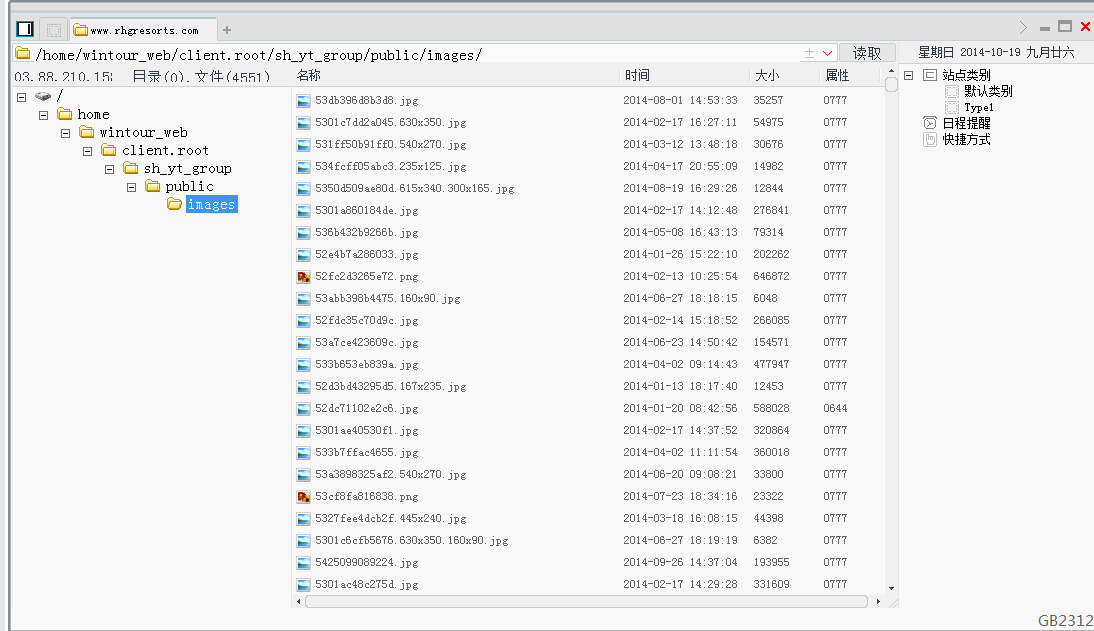 www.rhgresorts.com
/home/wintour_web/client.root/sh_yt_group/public/images/
读取
星期日 2014-10-19 九月廿六
03.88.210.15 目录(0), 文件(4551)
名称 时间 大小 属性
/
home
wintour_web
client.root
sh_yt_group
public
images
53db396d8b3d8.jpg 2014-08-01 14:53:33 35257 0777
5301c7dd2a045.630x350.jpg 2014-02-17 16:27:11 54975 0777
531ff50b91ff0.540x270.jpg 2014-03-12 13:48:18 30676 0777
534fcff05abc3.235x125.jpg 2014-04-17 20:55:09 14982 0777
5350d509ae80d.615x340.300x165.jpg 2014-08-19 16:29:26 12844 0777
5301a860184de.jpg 2014-02-17 14:12:48 276841 0777
536b432b9266b.jpg 2014-05-08 16:43:13 79314 0777
52e4b7a286033.jpg 2014-01-26 15:22:10 202262 0777
52fc2d3265e72.png 2014-02-13 10:25:54 646872 0777
53abb398b4475.160x90.jpg 2014-06-27 18:18:15 6048 0777
52fdc35c70d9c.jpg 2014-02-14 15:18:52 266085 0777
53a7ce423609c.jpg 2014-06-23 14:50:42 154571 0777
533b653eb839a.jpg 2014-04-02 09:14:43 477947 0777
52d3bd43295d5.167x235.jpg 2014-01-13 18:17:40 12453 0777
52dc71102e2c6.jpg 2014-01-20 08:42:56 588028 0644
5301ae40530f1.jpg 2014-02-17 14:37:52 320864 0777
533b7ffac4655.jpg 2014-04-02 11:11:54 360018 0777
53a3898325af2.540x270.jpg 2014-06-20 09:08:21 33800 0777
53cf8fa816838.png 2014-07-23 18:34:16 23322 0777
5327fee4dcb2f.445x240.jpg 2014-03-18 16:08:15 44398 0777
5301c6cfb5676.630x350.160x90.jpg 2014-06-27 18:19:19 6382 0777
5425099089224.jpg 2014-09-26 14:37:04 193955 0777
5301ac48c275d.jpg 2014-02-17 14:29:28 331609 0777
站点类别
默认类别
Type1
日程提醒
快捷方式
GB2312